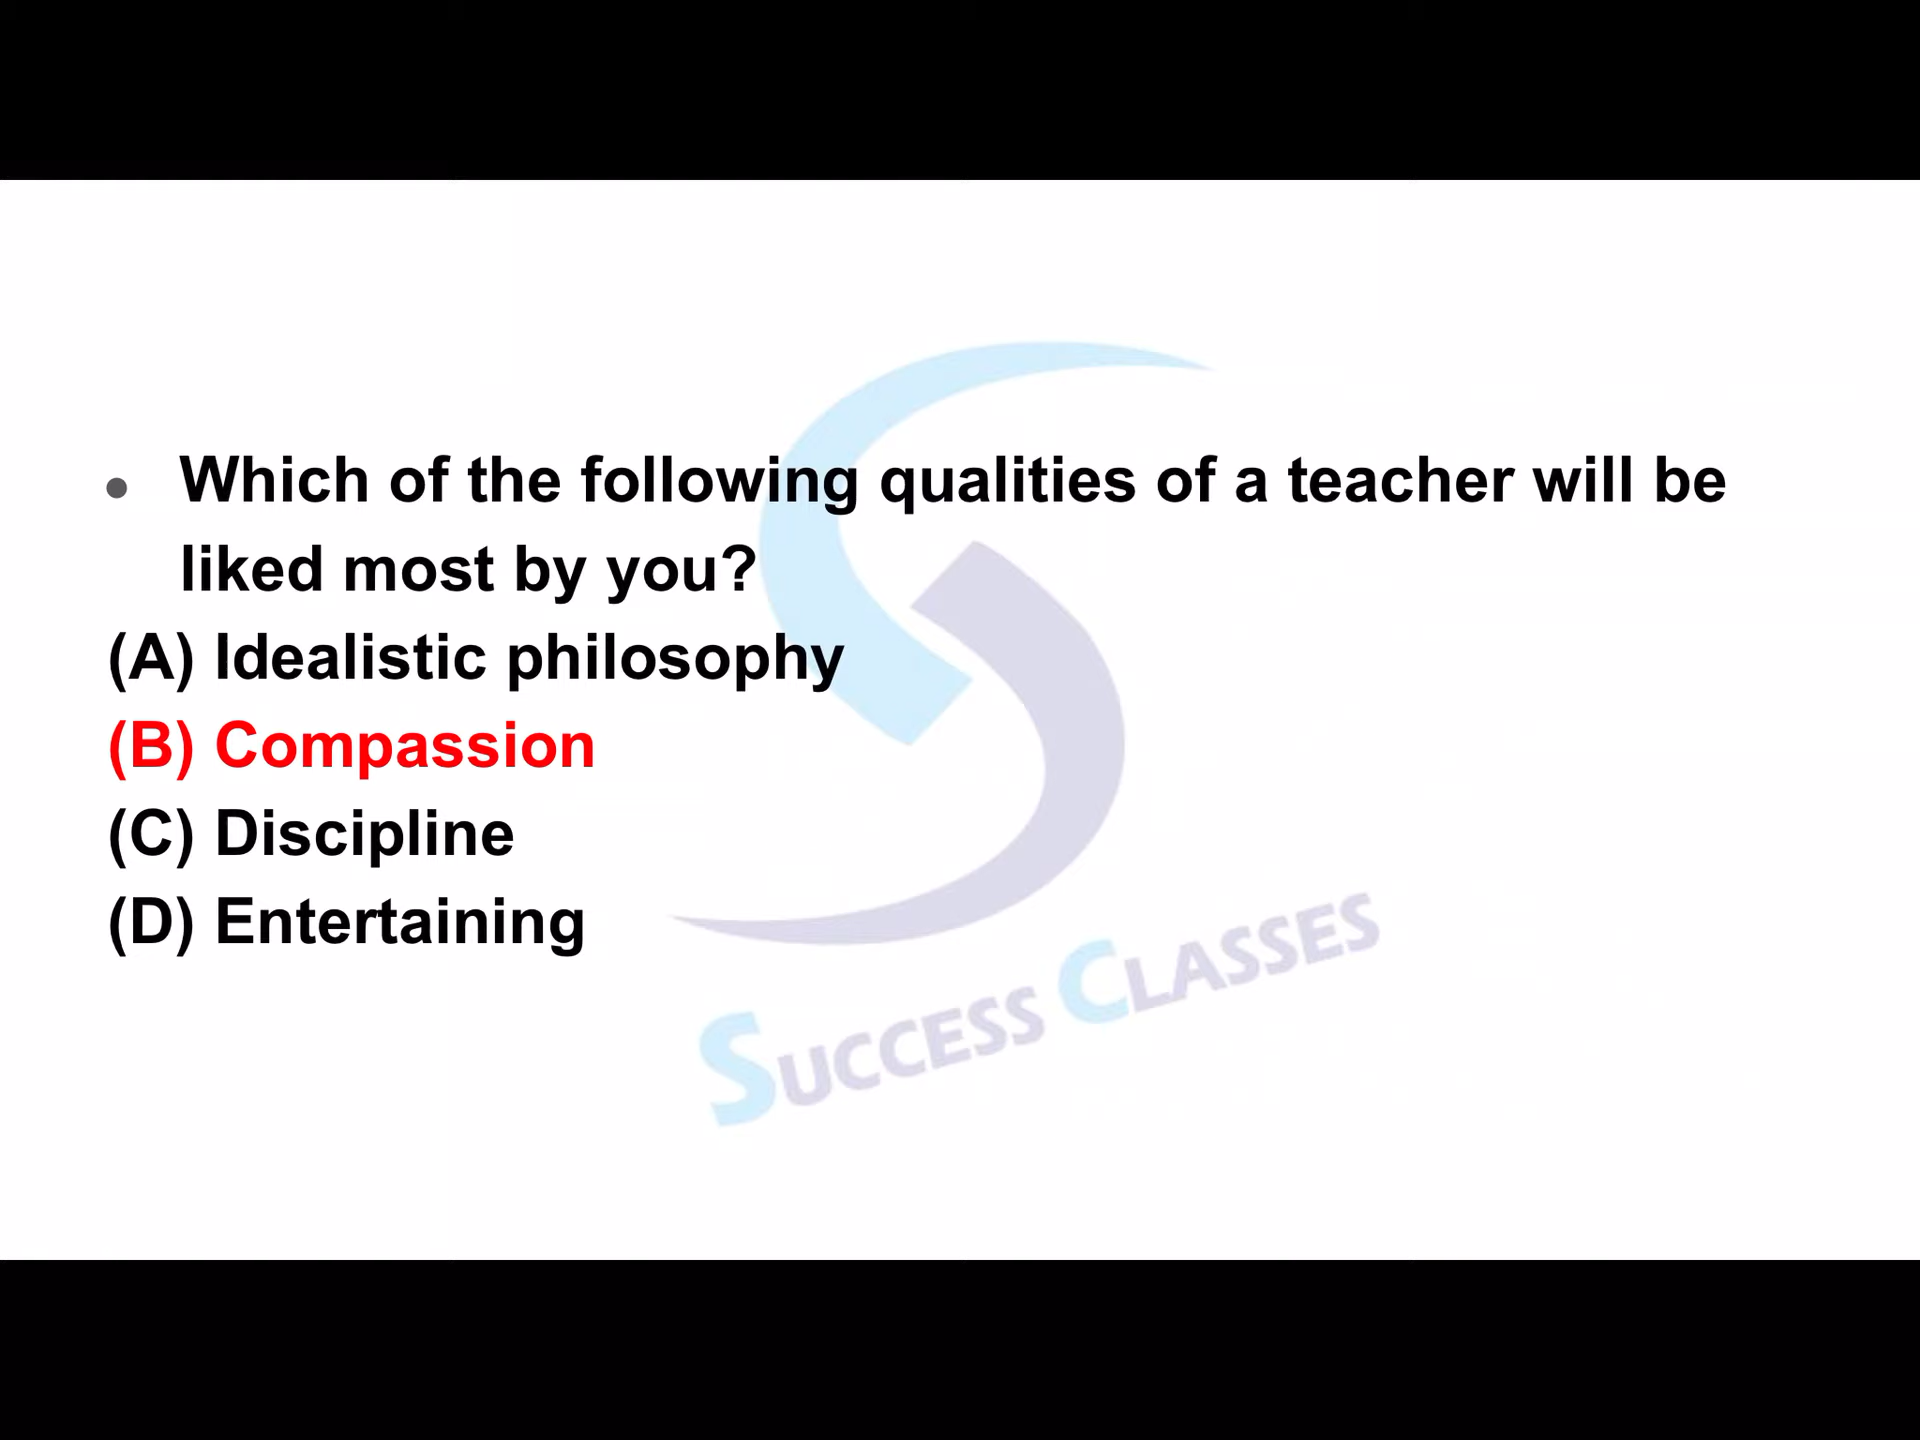 ● Which of the following qualities of a teacher will be
liked most by you?
(A) Idealistic philosophy
(B) Compassion
(C) Discipline
(D) Entertaining
SUCCESS CLASSES